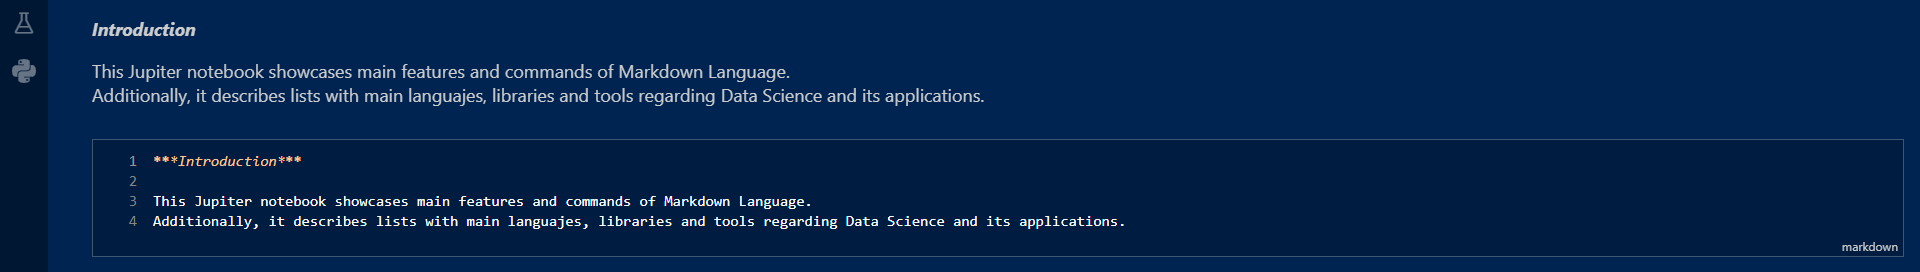 Introduction
This Jupiter notebook showcases main features and commands of Markdown Language.
Additionally, it describes lists with main languajes, libraries and tools regarding Data Science and its applications.
1 ***Introduction***
2
3 This Jupiter notebook showcases main features and commands of Markdown Language.
4 Additionally, it describes lists with main languajes, libraries and tools regarding Data Science and its applications.
markdown